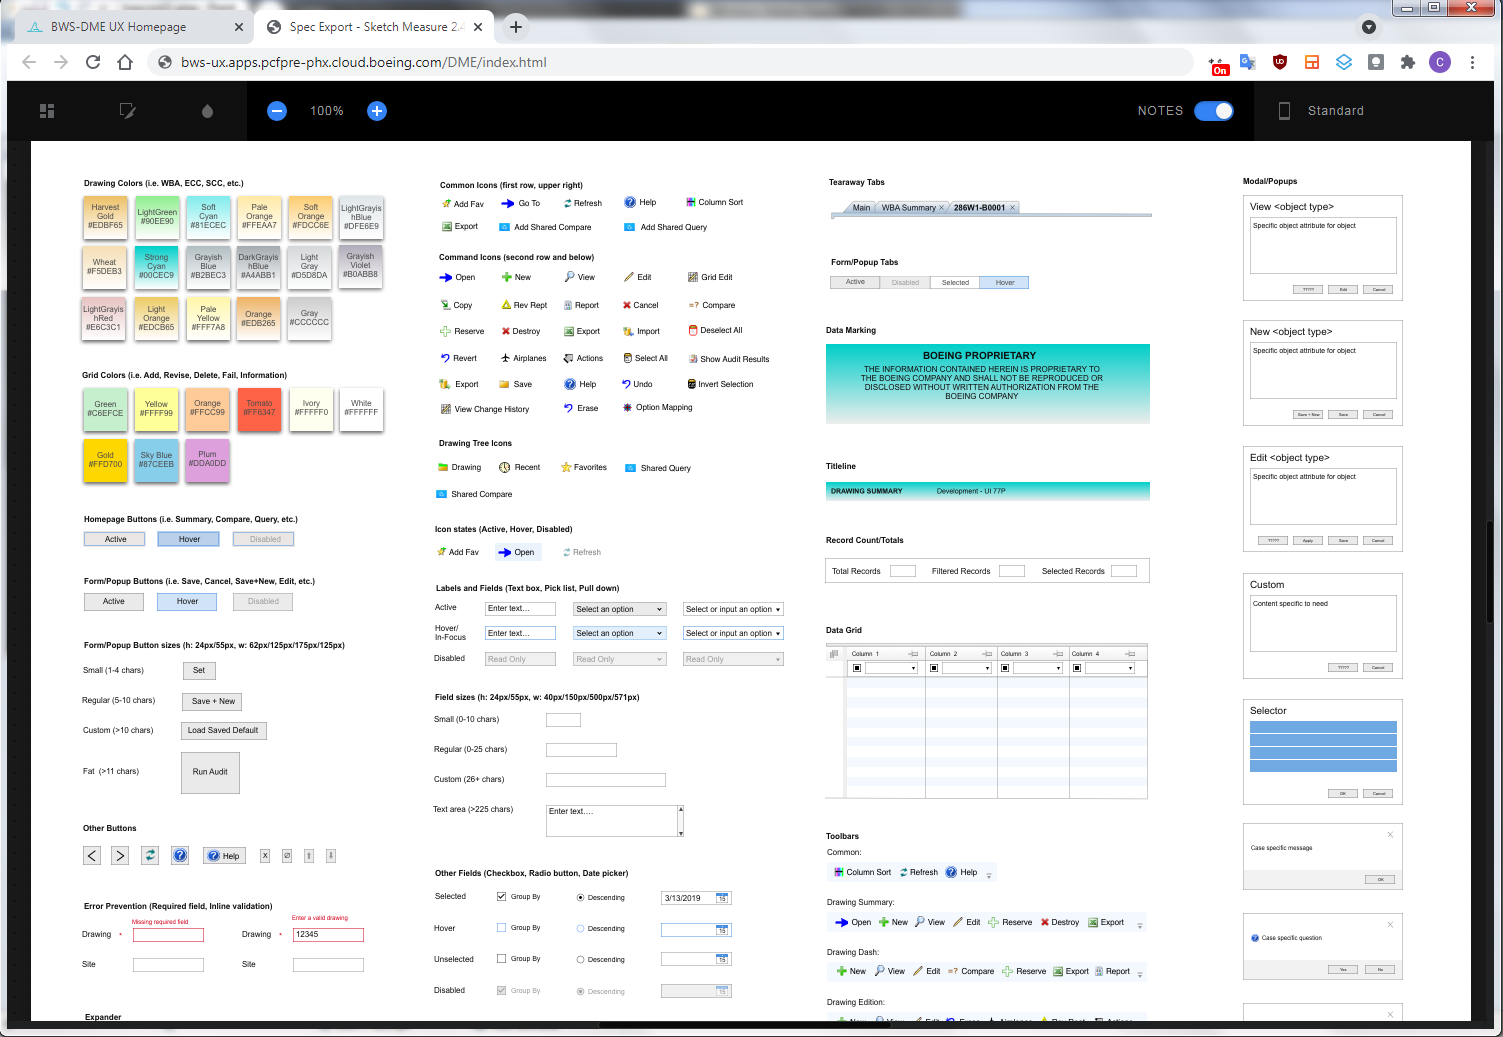 BWS-DME UX Homepage
Spec Export - Sketch Measure 2.4
bws-ux.apps.pcfpre-phx.cloud.boeing.com/DME/index.html
On
C
100%
NOTES
Standard
Drawing Colors (i.e. WBA, ECC, SCC, etc.)
Harvest
Gold
#EDBF65
LightGreen
#90EE90
Soft
Cyan
#81ECEC
Pale
Orange
#FFEAA7
Soft
Orange
#FDCC6E
LightGrayis
hBlue
#DFE6E9
Wheat
#F5DEB3
Strong
Cyan
#00CEC9
Grayish
Blue
#B2BEC3
DarkGrayis
hBlue
#A4ABB1
Light
Gray
#D5D8DA
Grayish
Violet
#B0ABB8
LightGrayis
hRed
#E6C3C1
Light
Orange
#EDCB65
Pale
Yellow
#FFF7A8
Orange
#EDB265
Gray
#CCCCCC
Grid Colors (i.e. Add, Revise, Delete, Fail, Information)
Green
#C6EFCE
Yellow
#FFFF99
Orange
#FFCC99
Tomato
#FF6347
Ivory
#FFFFF0
White
#FFFFFF
Gold
#FFD700
Sky Blue
#87CEEB
Plum
#DDA0DD
Homepage Buttons (i.e. Summary, Compare, Query, etc.)
Active Hover Disabled
Form/Popup Buttons (i.e. Save, Cancel, Save+New, Edit, etc.)
Active Hover Disabled
Form/Popup Button sizes (h: 24px/55px, w: 62px/125px/175px/125px)
Small (1-4 chars) Set
Regular (5-10 chars) Save + New
Custom (>10 chars) Load Saved Default
Fat (>11 chars) Run Audit
Other Buttons
Help X
Error Prevention (Required field, Inline validation)
Missing required field
Enter a valid drawing
Drawing *
Drawing * 12345
Site
Site
Expander
Common Icons (first row, upper right)
Add Fav Go To Refresh Help Column Sort
Export Add Shared Compare Add Shared Query
Command Icons (second row and below)
Open New View Edit Grid Edit
Copy Rev Rept Report Cancel =? Compare
Reserve Destroy Export Import Deselect All
Revert Airplanes Actions Select All Show Audit Results
Export Save Help Undo Invert Selection
View Change History Erase Option Mapping
Drawing Tree Icons
Drawing Recent Favorites Shared Query
Shared Compare
Icon states (Active, Hover, Disabled)
Add Fav Open Refresh
Labels and Fields (Text box, Pick list, Pull down)
Active Enter text... Select an option Select or input an option
Hover/
In-Focus Enter text... Select an option Select or input an option
Disabled Read Only Read Only Read Only
Field sizes (h: 24px/55px, w: 40px/150px/500px/571px)
Small (0-10 chars)
Regular (0-25 chars)
Custom (26+ chars)
Text area (>225 chars) Enter text....
Other Fields (Checkbox, Radio button, Date picker)
Selected Group By Descending 3/13/2019 15
Hover Group By Descending 15
Unselected Group By Descending 15
Disabled Group By Descending 15
Tearaway Tabs
Main WBA Summary × 286W1-B0001 ×
Form/Popup Tabs
Active Disabled Selected Hover
Data Marking
BOEING PROPRIETARY
THE INFORMATION CONTAINED HEREIN IS PROPRIETARY TO
THE BOEING COMPANY AND SHALL NOT BE REPRODUCED OR
DISCLOSED WITHOUT WRITTEN AUTHORIZATION FROM THE
BOEING COMPANY
Titleline
DRAWING SUMMARY Development - UI 77P
Record Count/Totals
Total Records Filtered Records Selected Records
Data Grid
Column 1 Column 2 Column 3 Column 4
Toolbars
Common:
Column Sort Refresh Help
Drawing Summary:
Open New View Edit Reserve Destroy Export
Drawing Dash:
New View Edit =? Compare Reserve Export Report
Drawing Edition:
Modal/Popups
View <object type>
Specific object attribute for object
????? Edit Cancel
New <object type>
Specific object attribute for object
Save + New Save Cancel
Edit <object type>
Specific object attribute for object
????? Apply Save Cancel
Custom
Content specific to need
????? Cancel
Selector
OK Cancel
Case specific message
OK
Case specific question
Yes No